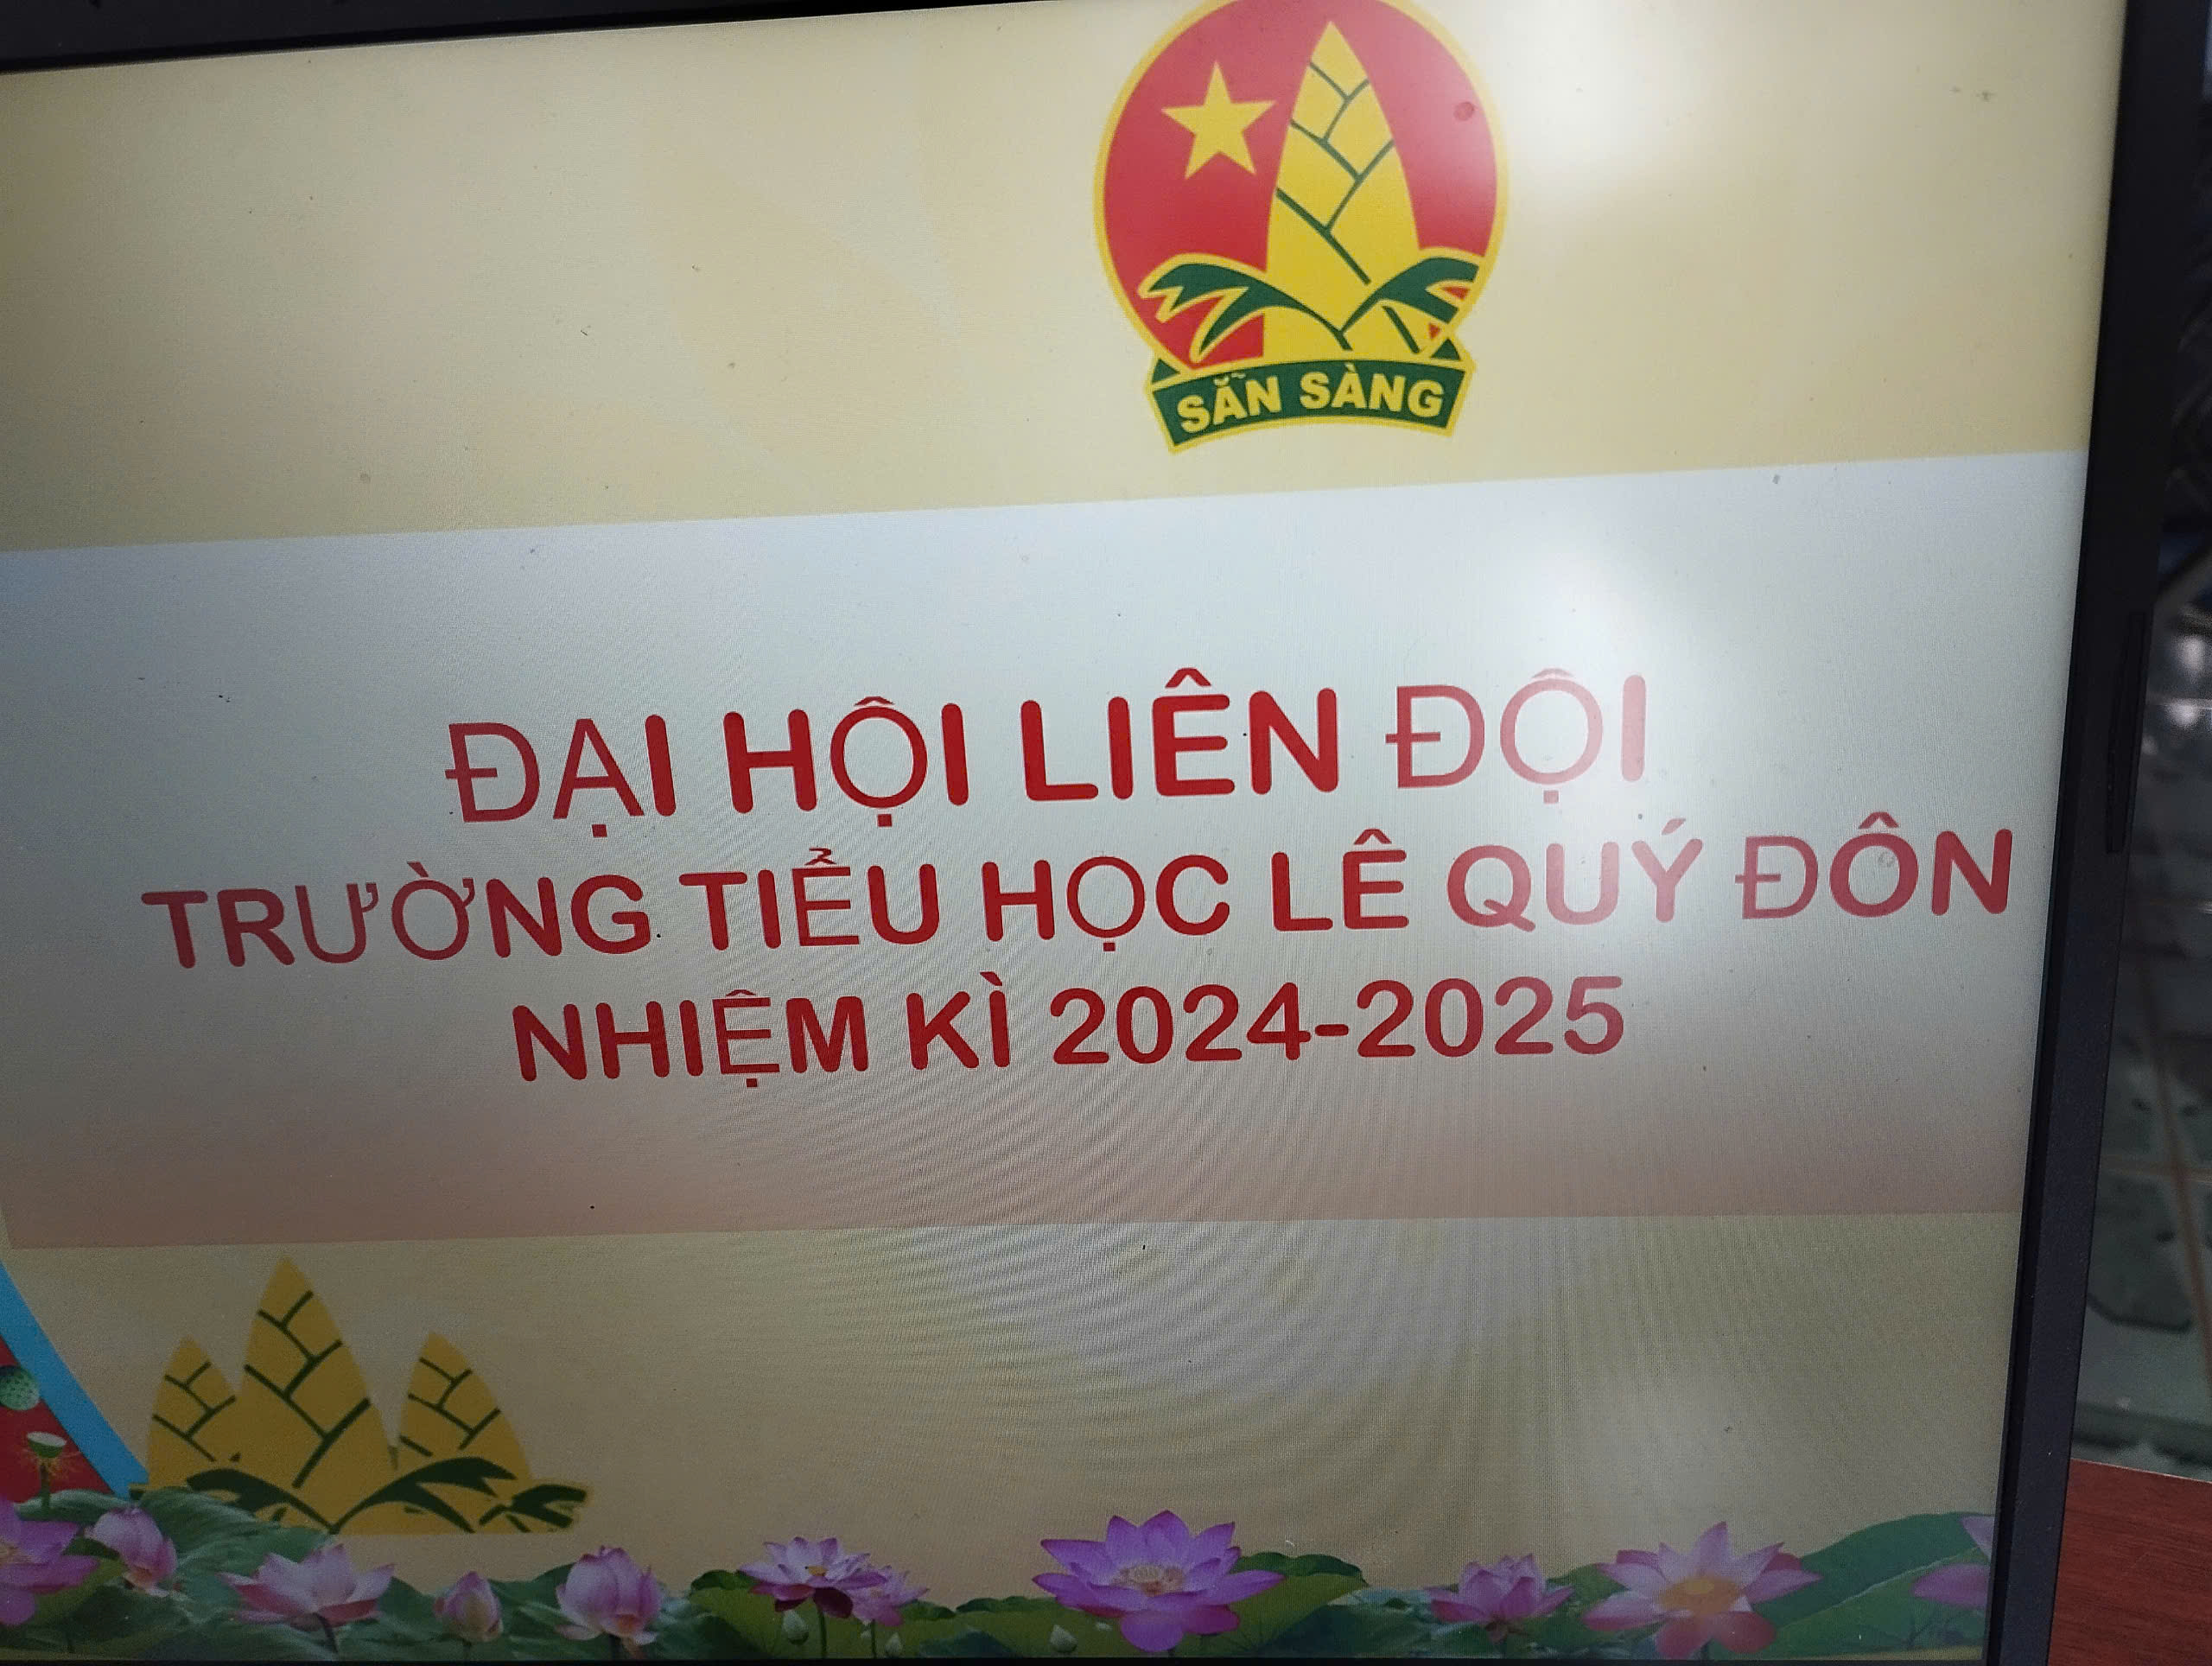 SẴN SÀNG
ĐẠI HỘI LIÊN ĐỘI
TRƯỜNG TIỂU HỌC LÊ QUÝ ĐÔN
NHIỆM KÌ 2024-2025